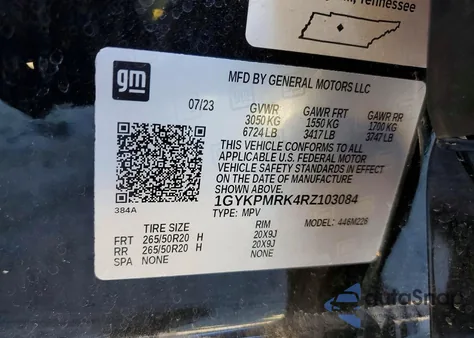 Tennessee
gm
MFD BY GENERAL MOTORS LLC
07/23 GVWR GAWR FRT GAWR RR
3050 KG 1550 KG 1700 KG
6724 LB 3417 LB 3747 LB
THIS VEHICLE CONFORMS TO ALL
APPLICABLE U.S. FEDERAL MOTOR
VEHICLE SAFETY STANDARDS IN EFFECT
ON THE DATE OF MANUFACTURE
SHOWN ABOVE.
1GYKPMRK4RZ103084
384A TYPE: MPV MODEL: 446M226
TIRE SIZE RIM
FRT 265/50R20 H 20X9J
RR 265/50R20 H 20X9J
SPA NONE NONE
autoSnap